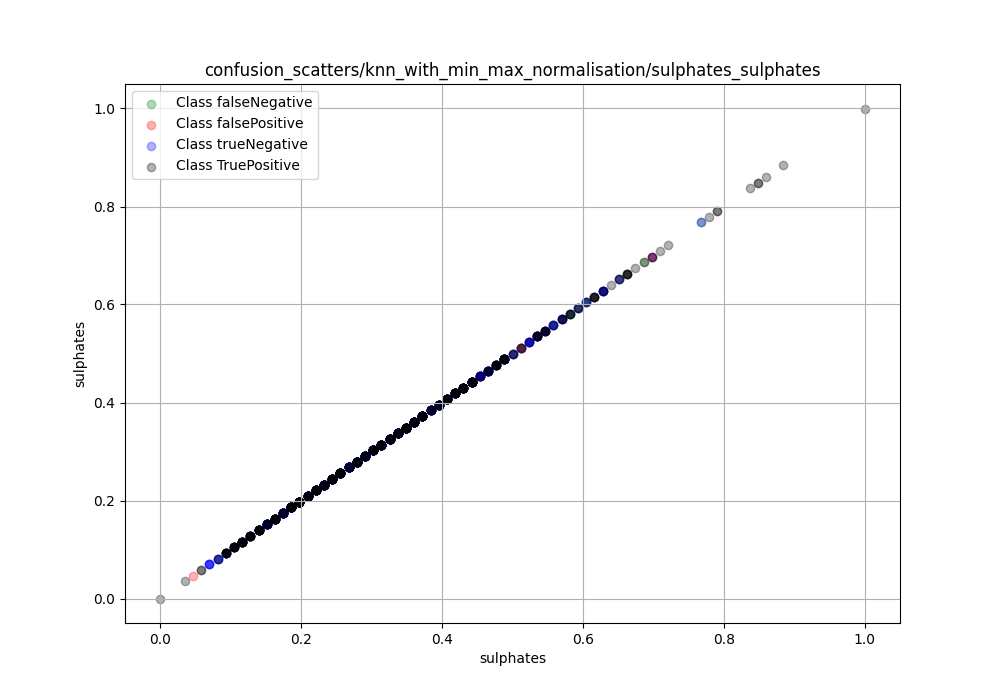 confusion_scatters/knn_with_min_max_normalisation/sulphates_sulphates
Class falseNegative
Class falsePositive
Class trueNegative
Class TruePositive
1.0
0.8
0.6
0.4
0.2
0.0
sulphates
0.0 0.2 0.4 0.6 0.8 1.0
sulphates